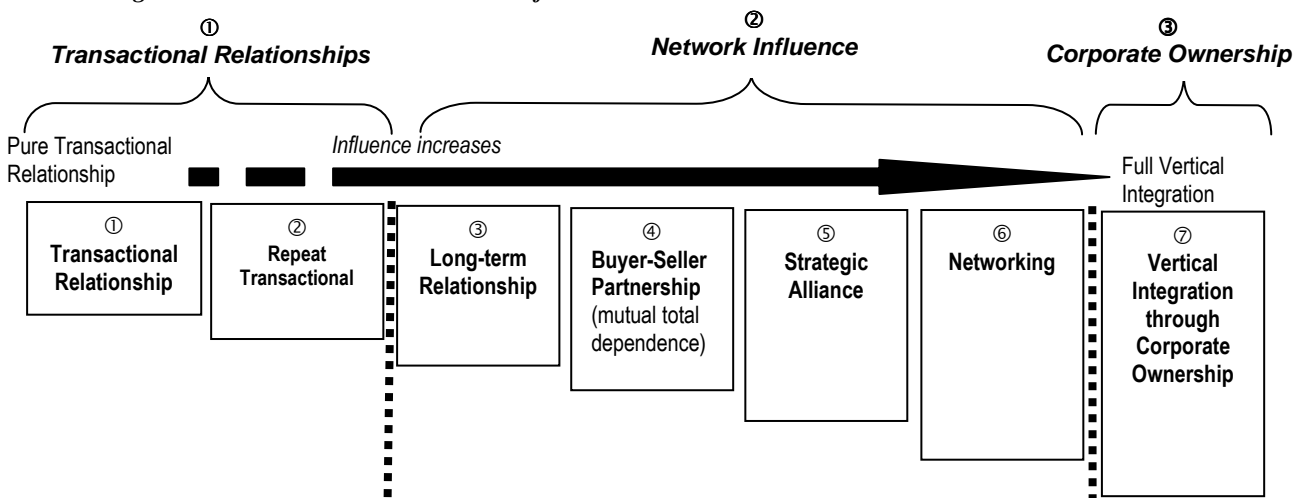 ①
Transactional Relationships
②
Network Influence
③
Corporate Ownership
Pure Transactional
Relationship
Influence increases
Full Vertical
Integration
①
Transactional
Relationship
②
Repeat
Transactional
③
Long-term
Relationship
④
Buyer-Seller
Partnership
(mutual total
dependence)
⑤
Strategic
Alliance
⑥
Networking
⑦
Vertical
Integration
through
Corporate
Ownership